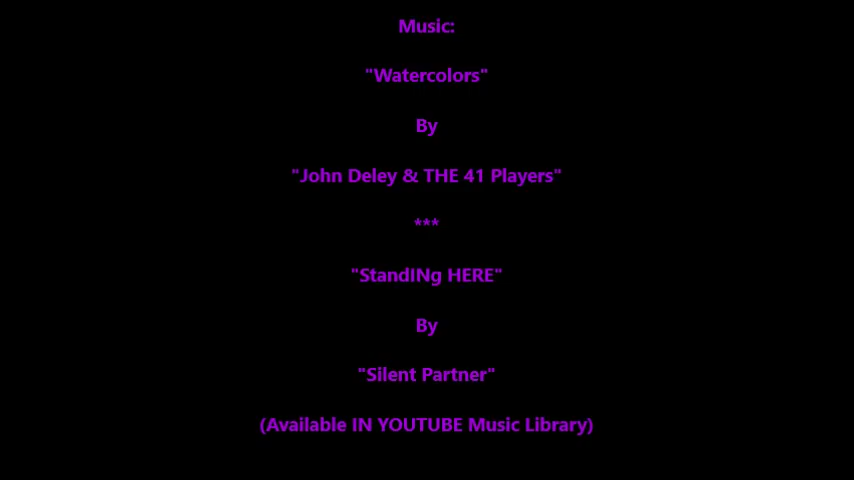 Music:
"Watercolors"
By
"John Deley & THE 41 Players"
***
"StandINg HERE"
By
"Silent Partner"
(Available IN YOUTUBE Music Library)